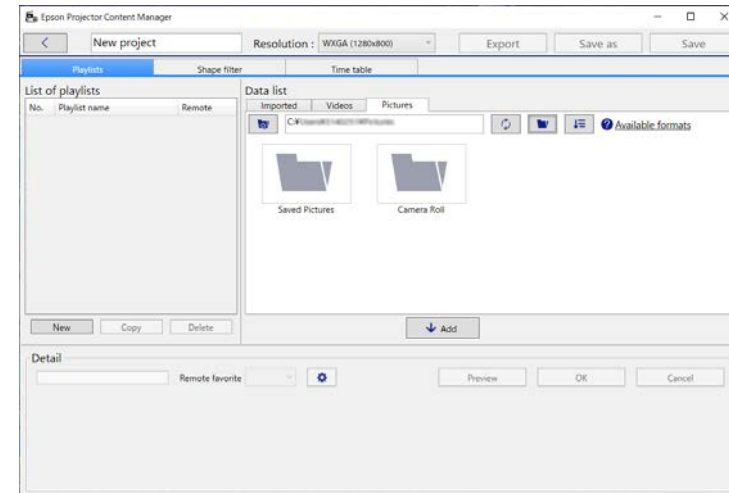 Epson Projector Content Manager
New project Resolution : WXGA (1280x800) Export Save as Save
Playlists Shape filter Time table
List of playlists Data list
No. Playlist name Remote Imported Videos Pictures
Available formats
Saved Pictures Camera Roll
New Copy Delete Add
Detail
Remote favorite Preview OK Cancel